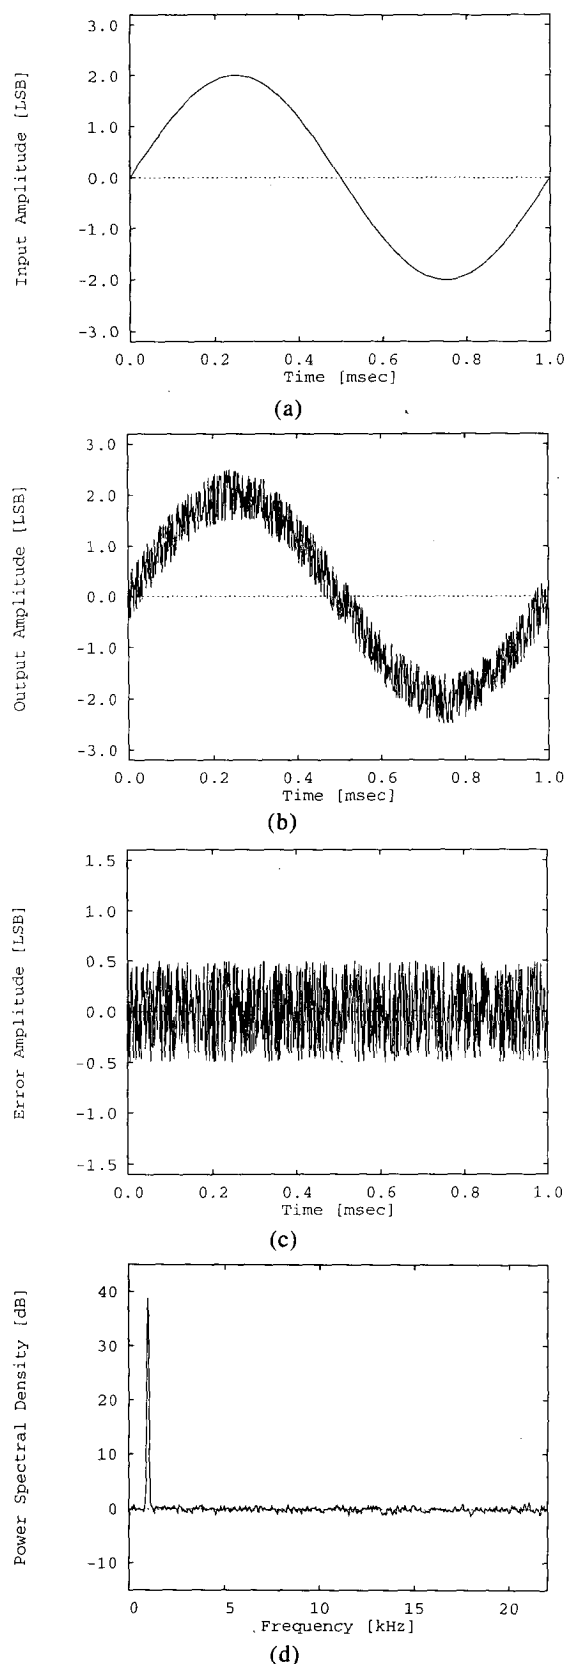 Input Amplitude [LSB]
3.0
2.0
1.0
0.0
-1.0
-2.0
-3.0
0.0 0.2 0.4 0.6 0.8 1.0
Time [msec]
(a)
Output Amplitude [LSB]
3.0
2.0
1.0
0.0
-1.0
-2.0
-3.0
0.0 0.2 0.4 0.6 0.8 1.0
Time [msec]
(b)
Error Amplitude [LSB]
1.5
1.0
0.5
0.0
-0.5
-1.0
-1.5
0.0 0.2 0.4 0.6 0.8 1.0
Time [msec]
(c)
Power Spectral Density [dB]
40
30
20
10
0
-10
0 5 10 15 20
Frequency [kHz]
(d)